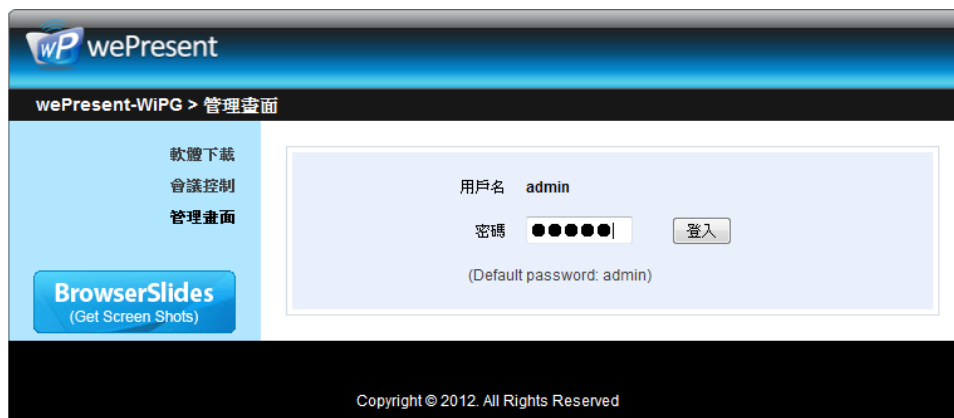 wP wePresent
wePresent-WiPG > 管理畫面
軟體下載
會議控制
管理畫面
BrowserSlides
(Get Screen Shots)
用戶名 admin
密碼 ●●●●●
登入
(Default password: admin)
Copyright © 2012. All Rights Reserved